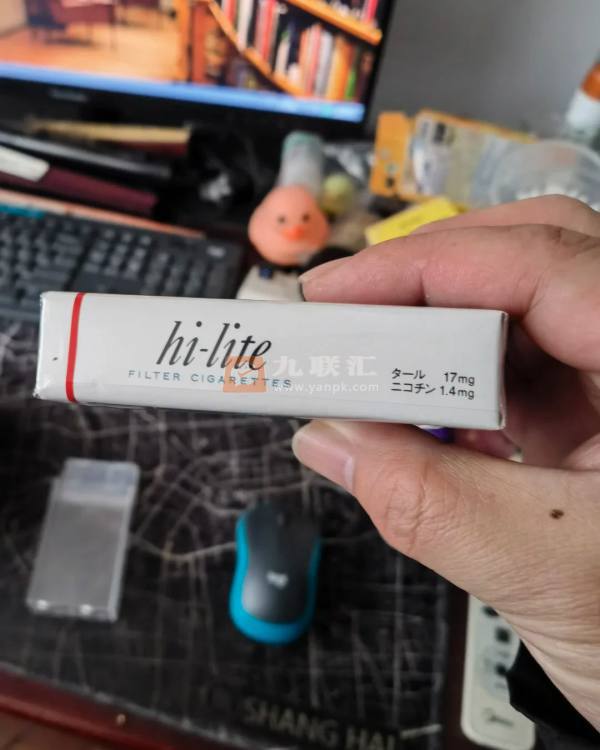 hi-lite
FILTER CIGARETTES
タール 17mg
ニコチン 1.4mg
九联汇
www.yanpk.com
SHANG HAI